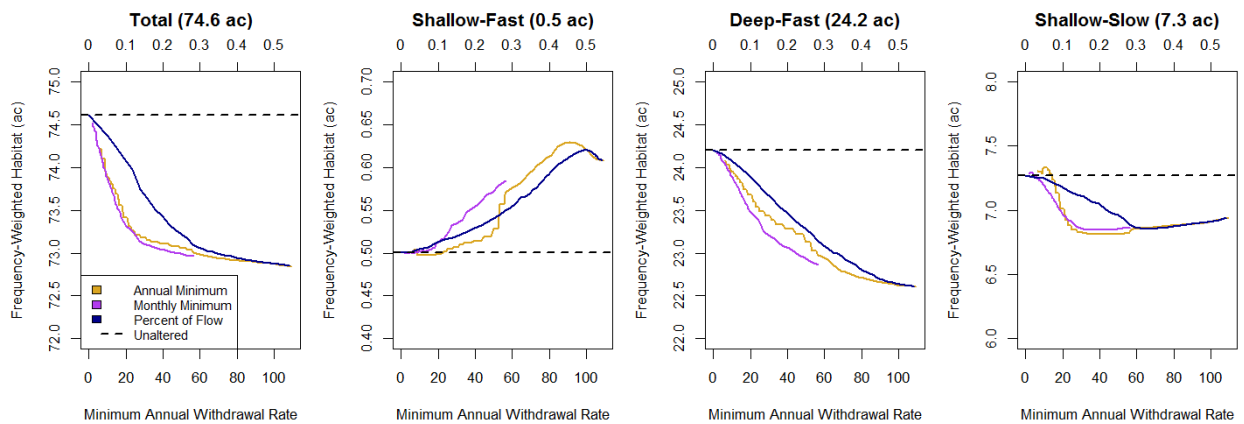 Total (74.6 ac)
0 0.1 0.2 0.3 0.4 0.5
Frequency-Weighted Habitat (ac)
75.0
74.5
74.0
73.5
73.0
72.5
72.0
Annual Minimum
Monthly Minimum
Percent of Flow
Unaltered
0 20 40 60 80 100
Minimum Annual Withdrawal Rate
Shallow-Fast (0.5 ac)
0 0.1 0.2 0.3 0.4 0.5
Frequency-Weighted Habitat (ac)
0.70
0.65
0.60
0.55
0.50
0.45
0.40
0 20 40 60 80 100
Minimum Annual Withdrawal Rate
Deep-Fast (24.2 ac)
0 0.1 0.2 0.3 0.4 0.5
Frequency-Weighted Habitat (ac)
25.0
24.5
24.0
23.5
23.0
22.5
22.0
0 20 40 60 80 100
Minimum Annual Withdrawal Rate
Shallow-Slow (7.3 ac)
0 0.1 0.2 0.3 0.4 0.5
Frequency-Weighted Habitat (ac)
8.0
7.5
7.0
6.5
6.0
0 20 40 60 80 100
Minimum Annual Withdrawal Rate